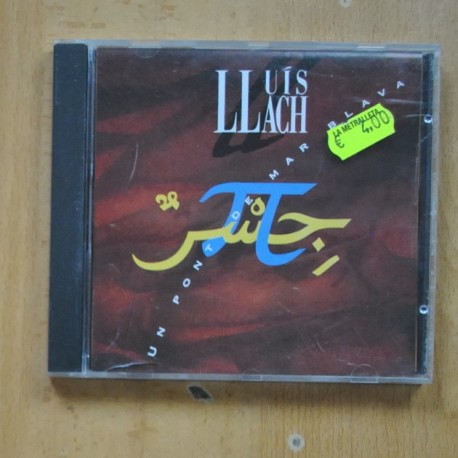 LLUÍS
LLACH
LA METRALLETA
€ 4,00
UN PONT DE MAR BLAVA
جِسْرٌ